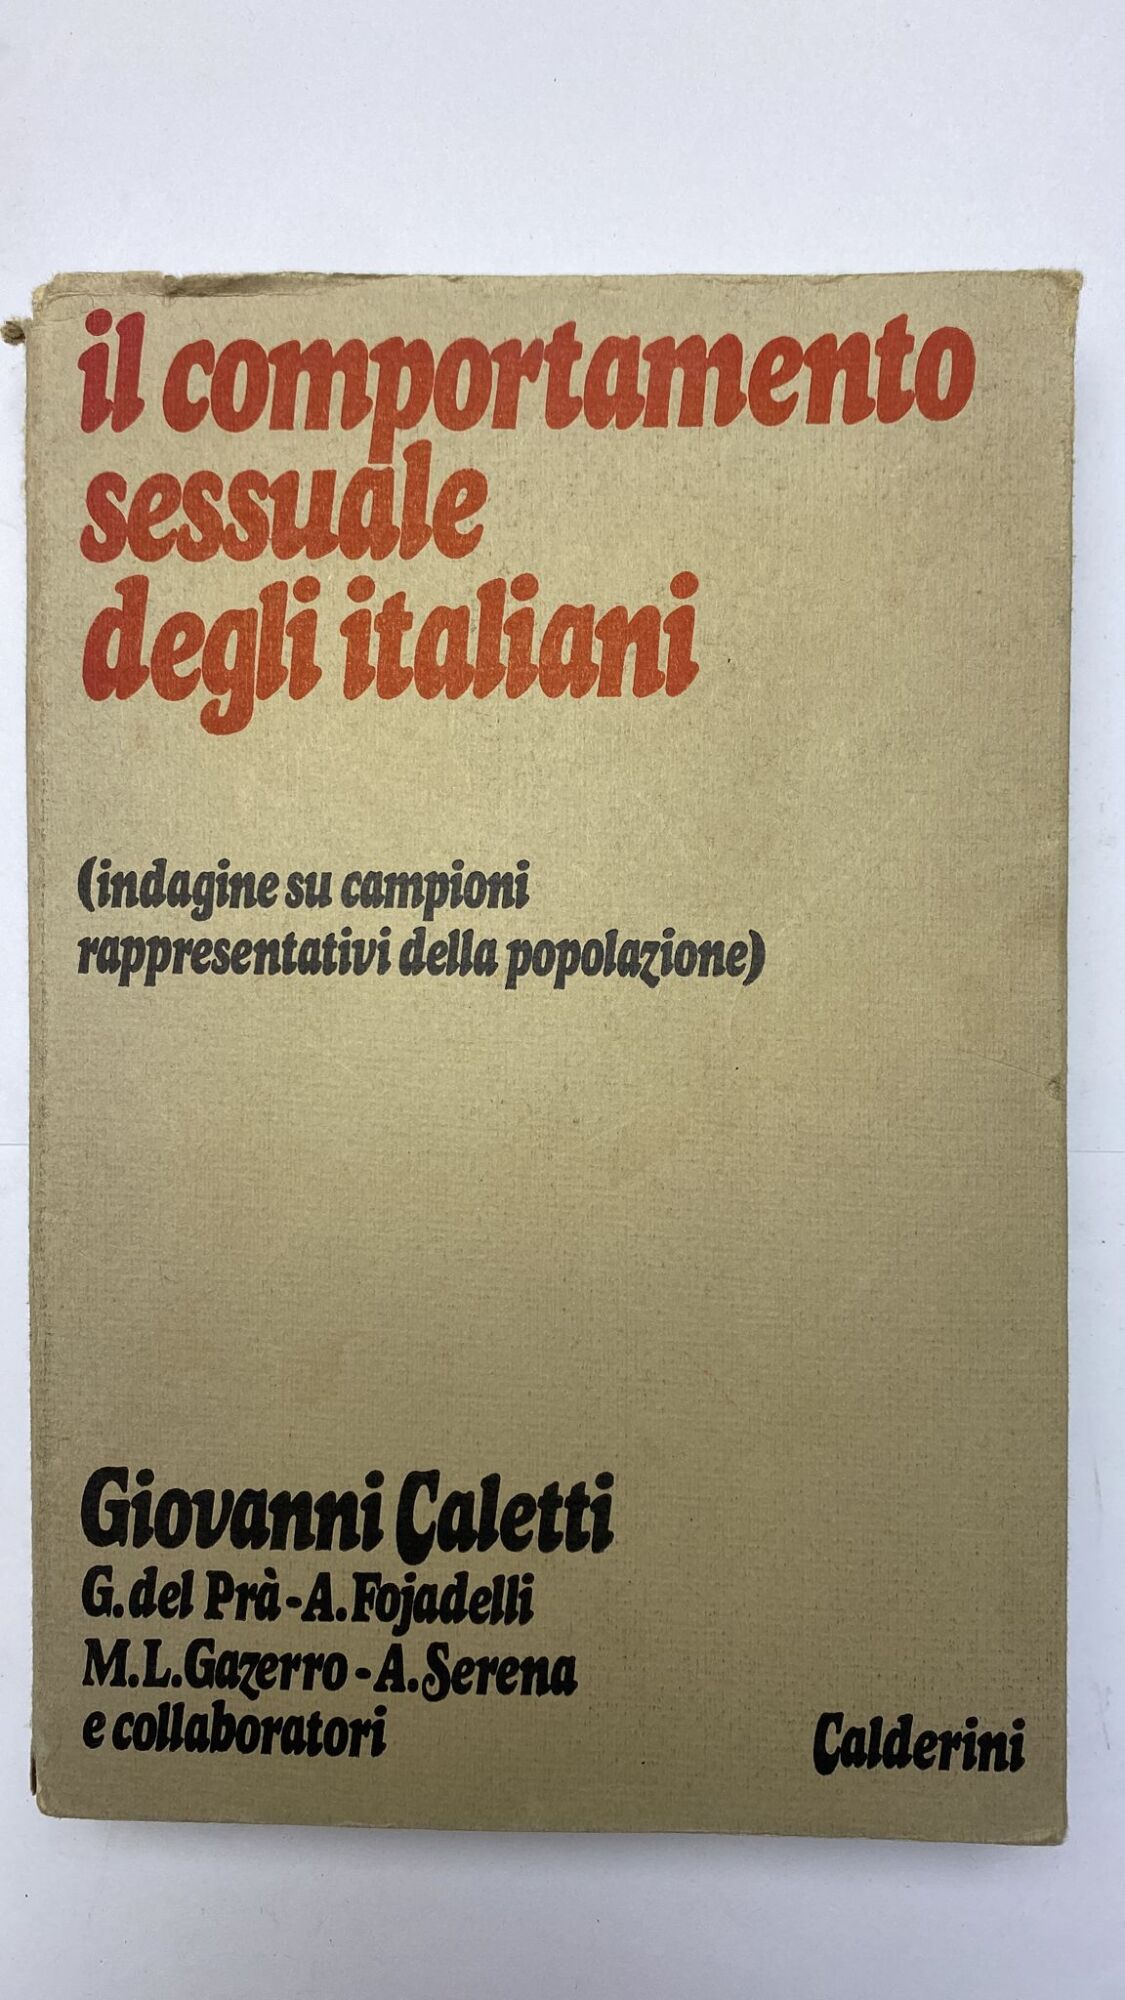 il comportamento
sessuale
degli italiani
(indagine su campioni
rappresentativi della popolazione)
Giovanni Caletti
G. del Prà - A. Fojadelli
M. L. Gazerro - A. Serena
e collaboratori
Calderini